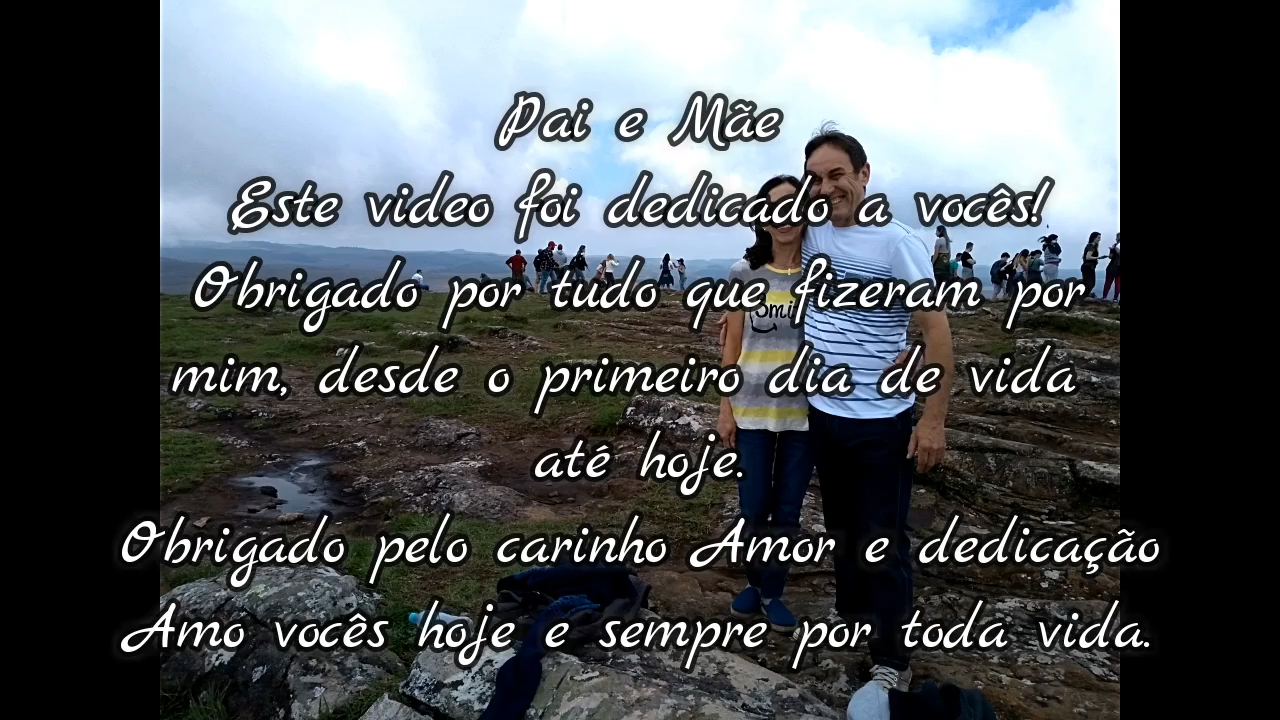 Pai e Mãe
Este video foi dedicado a vocês!
Obrigado por tudo que fizeram por
mim, desde o primeiro dia de vida
até hoje.
Obrigado pelo carinho Amor e dedicação
Amo vocês hoje e sempre por toda vida.